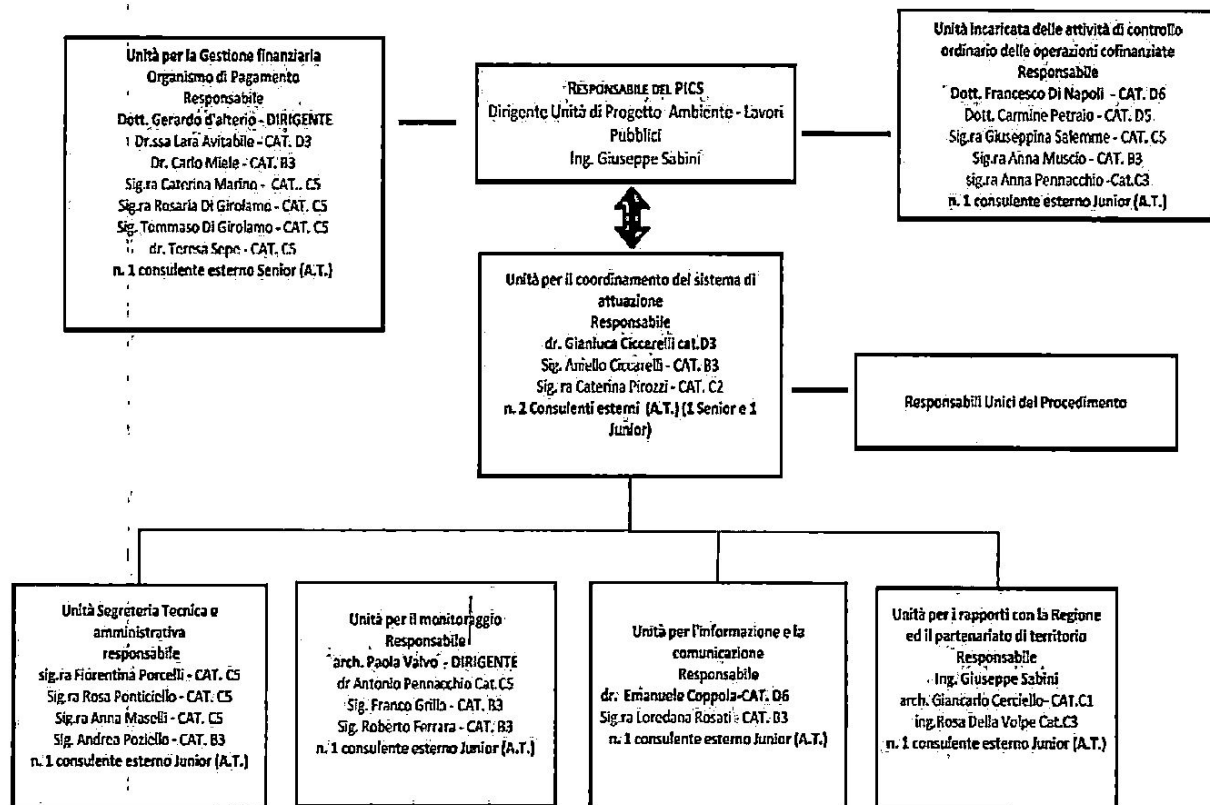 Unità per la Gestione finanziaria
Organismo di Pagamento
Responsabile
Dott. Gerardo d'alterio - DIRIGENTE
Dr.ssa Lara Avitabile - CAT. D3
Dr. Carlo Miele - CAT. B3
Sig.ra Caterina Marino - CAT.. C5
Sig.ra Rosaria Di Girolamo - CAT. C5
Sig. Tommaso Di Girolamo - CAT. C5
dr. Teresa Sepe - CAT. C5
n. 1 consulente esterno Senior (A.T.)
RESPONSABILE DEL PICS
Dirigente Unità di Progetto Ambiente - Lavori
Pubblici
Ing. Giuseppe Sabini
Unità Incaricata delle attività di controllo
ordinario delle operazioni cofinanziate
Responsabile
Dott. Francesco Di Napoli - CAT. D6
Dott. Carmine Petraio - CAT. D5
Sig.ra Giuseppina Salemme - CAT. C5
Sig.ra Anna Muscio - CAT. B3
sig.ra Anna Pennacchio -Cat.C3
n. 1 consulente esterno Junior (A.T.)
Unità per il coordinamento del sistema di
attuazione
Responsabile
dr. Gianluca Ciccarelli cat.D3
Sig. Aniello Ciccarelli - CAT. B3
Sig. ra Caterina Pirozzi - CAT. C2
n. 2 Consulenti esterni (A.T.) (1 Senior e 1
Junior)
Responsabili Unici del Procedimento
Unità Segreteria Tecnica e
amministrativa
responsabile
sig.ra Fiorentina Porcelli - CAT. C5
Sig.ra Rosa Ponticiello - CAT. C5
Sig.ra Anna Maselli - CAT. C5
Sig. Andrea Poziello - CAT. B3
n. 1 consulente esterno Junior (A.T.)
Unità per il monitoraggio
Responsabile
arch. Paola Valvo - DIRIGENTE
dr Antonio Pennacchio Cat.C5
Sig. Franco Grillo - CAT. B3
Sig. Roberto Ferrara - CAT. B3
n. 1 consulente esterno Junior (A.T.)
Unità per l'informazione e la
comunicazione
Responsabile
dr. Emanuele Coppola-CAT. D6
Sig.ra Loredana Rosati - CAT. B3
n. 1 consulente esterno Junior (A.T.)
Unità per i rapporti con la Regione
ed il partenariato di territorio
Responsabile
Ing. Giuseppe Sabini
arch. Giancarlo Cerciello-CAT.C1
ing.Rosa Della Volpe Cat.C3
n. 1 consulente esterno Junior (A.T.)